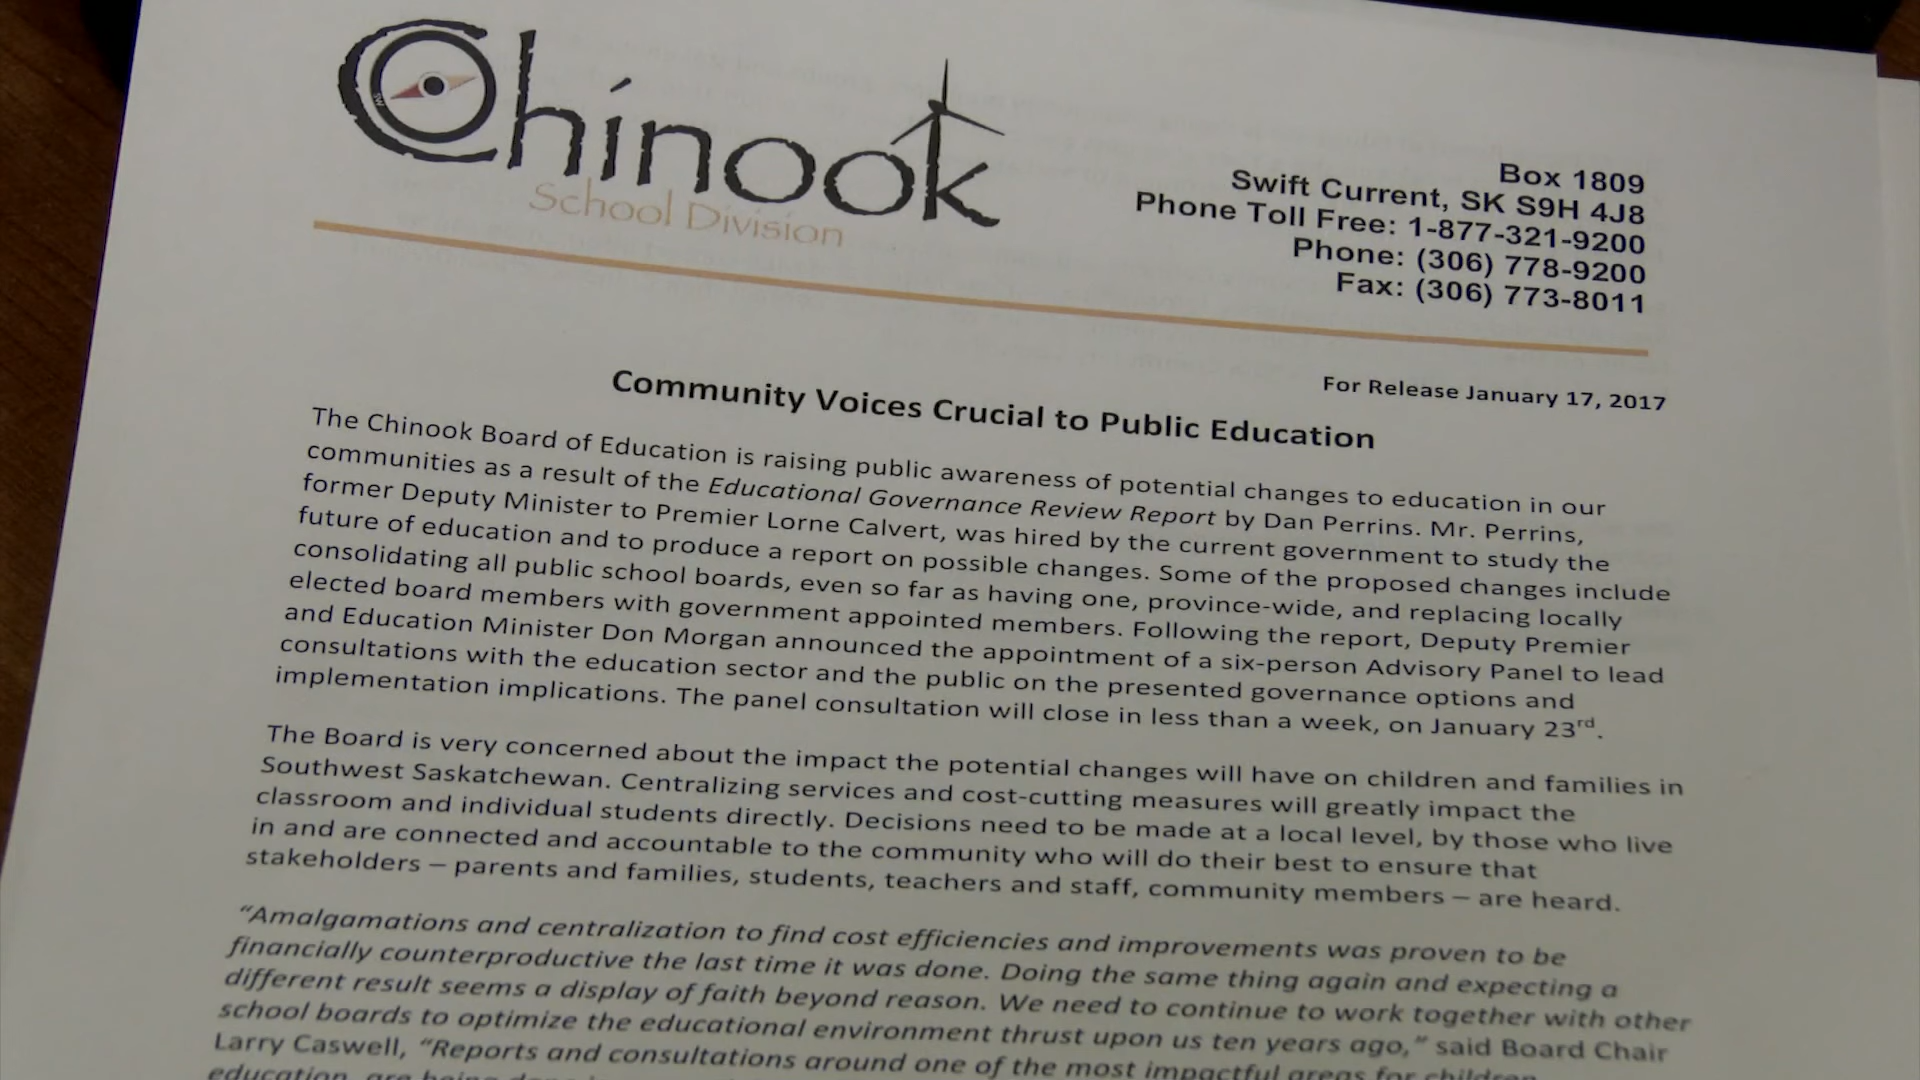 Chinook
School Division
SW
Box 1809
Swift Current, SK S9H 4J8
Phone Toll Free: 1-877-321-9200
Phone: (306) 778-9200
Fax: (306) 773-8011
For Release January 17, 2017
Community Voices Crucial to Public Education
The Chinook Board of Education is raising public awareness of potential changes to education in our
communities as a result of the Educational Governance Review Report by Dan Perrins. Mr. Perrins,
former Deputy Minister to Premier Lorne Calvert, was hired by the current government to study the
future of education and to produce a report on possible changes. Some of the proposed changes include
consolidating all public school boards, even so far as having one, province-wide, and replacing locally
elected board members with government appointed members. Following the report, Deputy Premier
and Education Minister Don Morgan announced the appointment of a six-person Advisory Panel to lead
consultations with the education sector and the public on the presented governance options and
implementation implications. The panel consultation will close in less than a week, on January 23rd.
The Board is very concerned about the impact the potential changes will have on children and families in
Southwest Saskatchewan. Centralizing services and cost-cutting measures will greatly impact the
classroom and individual students directly. Decisions need to be made at a local level, by those who live
in and are connected and accountable to the community who will do their best to ensure that
stakeholders – parents and families, students, teachers and staff, community members – are heard.
“Amalgamations and centralization to find cost efficiencies and improvements was proven to be
financially counterproductive the last time it was done. Doing the same thing again and expecting a
different result seems a display of faith beyond reason. We need to continue to work together with other
school boards to optimize the educational environment thrust upon us ten years ago,” said Board Chair
Larry Caswell, “Reports and consultations around one of the most impactful areas for children,
education, are being done